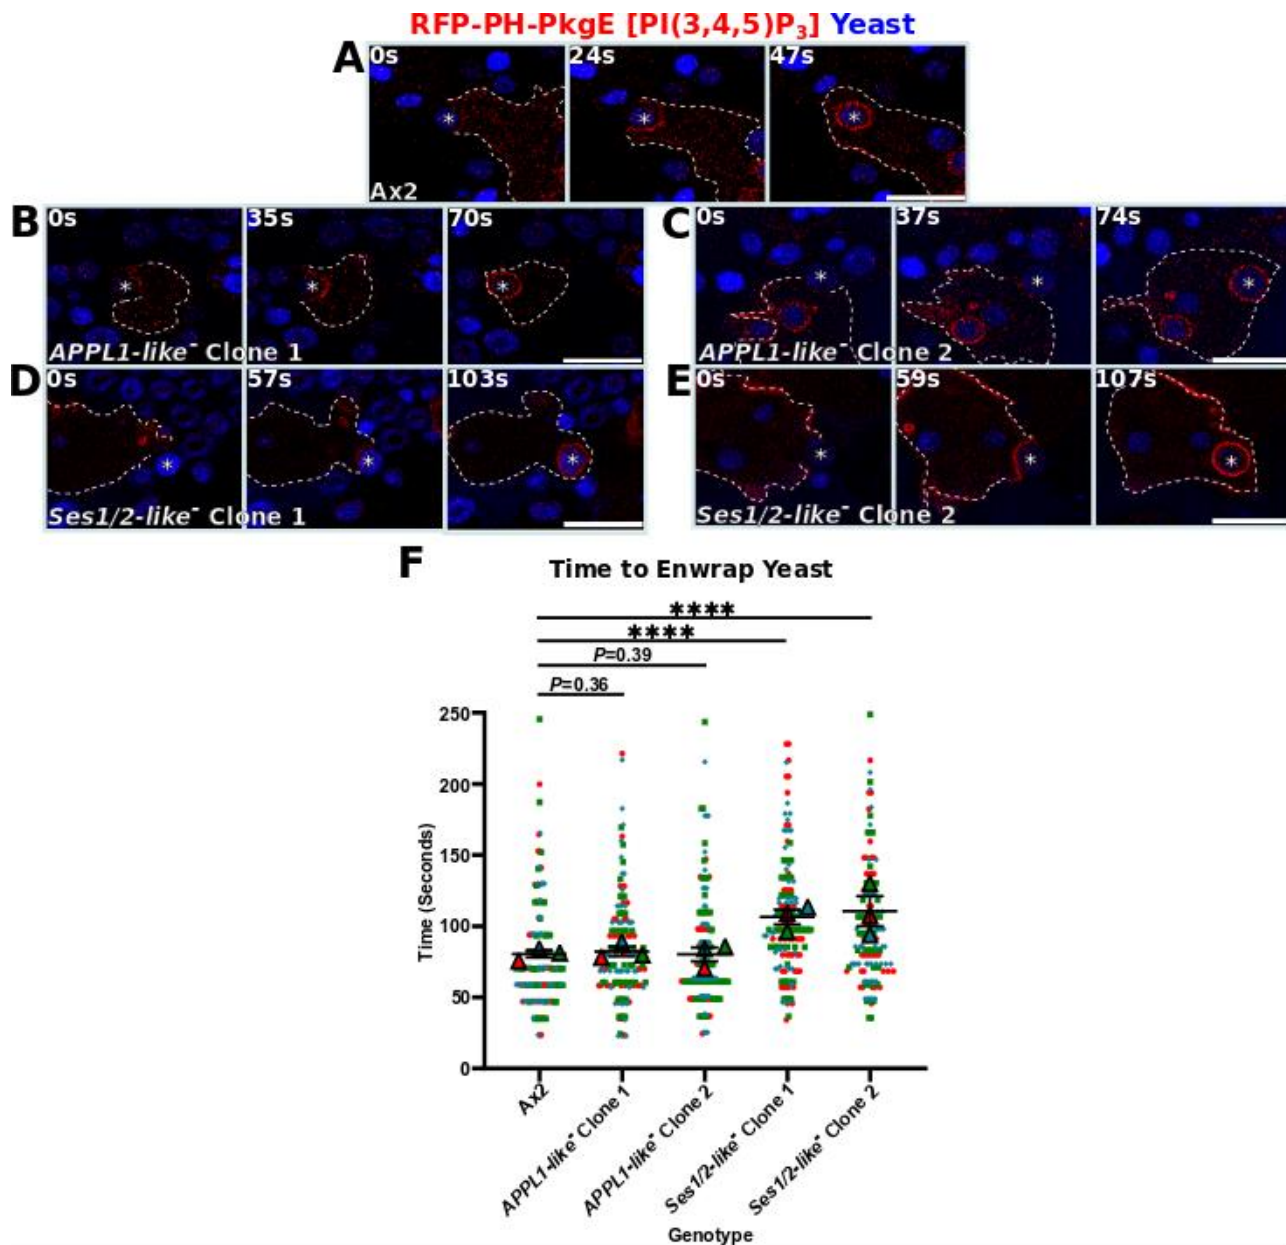 RFP-PH-PkgE [PI(3,4,5)P₃] Yeast
A
0s 24s 47s
Ax2
B
0s 35s 70s
APPL1-like⁻ Clone 1
C
0s 37s 74s
APPL1-like⁻ Clone 2
D
0s 57s 103s
Ses1/2-like⁻ Clone 1
E
0s 59s 107s
Ses1/2-like⁻ Clone 2
F
Time to Enwrap Yeast
****
****
P=0.39
P=0.36
250
200
150
100
50
0
Time (Seconds)
Ax2
APPL1-like⁻ Clone 1
APPL1-like⁻ Clone 2
Ses1/2-like⁻ Clone 1
Ses1/2-like⁻ Clone 2
Genotype